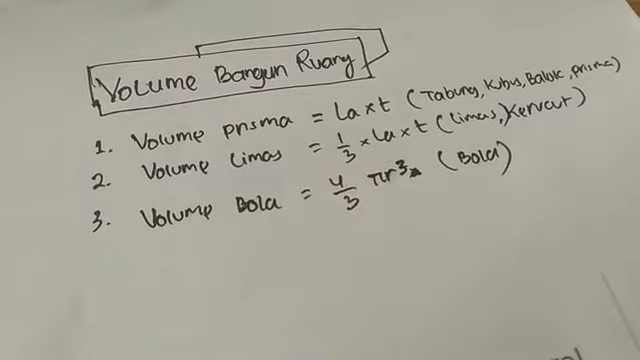 Volume Bangun Ruang
1. Volume prisma = La x t (Tabung, Kubus, Balok, prisma)
2. Volume Limas = 1/3 x La x t (Limas, Kerucut)
3. Volume Bola = 4/3 πr³ (Bola)